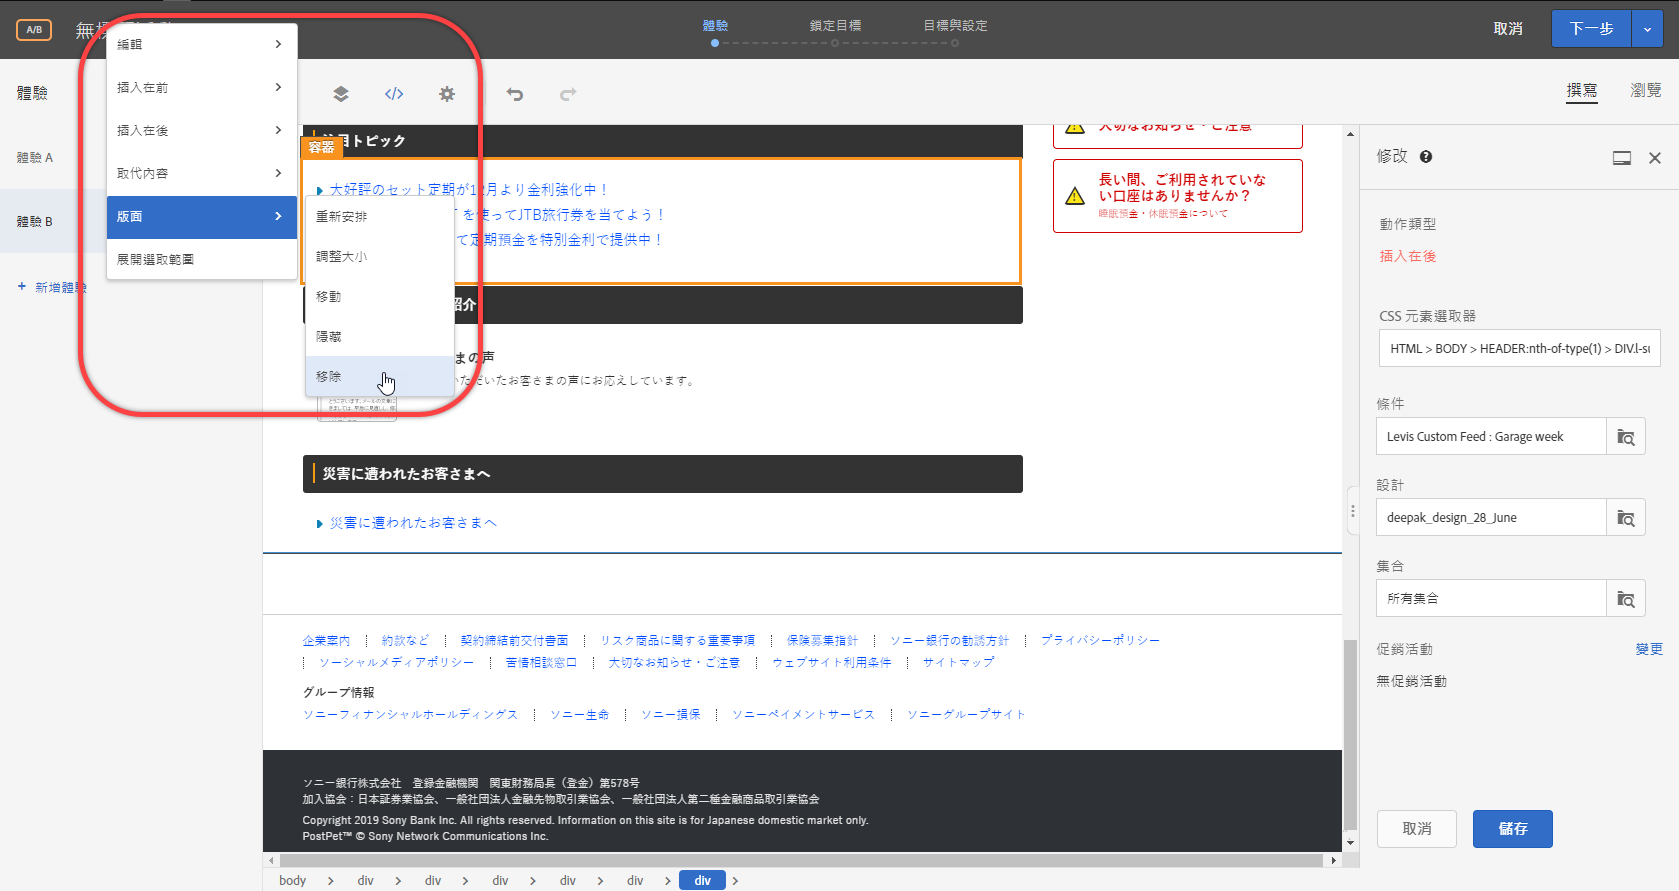 A/B
體驗
鎖定目標
目標與設定
取消
下一步
體驗
撰寫
瀏覽
體驗 A
體驗 B
+ 新增體驗
編輯
插入在前
插入在後
取代內容
版面
展開選取範圍
重新安排
調整大小
移動
隱藏
移除
容器
目トピック
大好評のセット定期が12月より金利強化中！
を使ってJTB旅行券を当てよう！
て定期預金を特別金利で提供中！
紹介
まの声
いただいたお客さまの声にお応えしています。
災害に遭われたお客さまへ
災害に遭われたお客さまへ
大切なお知らせ・ご注意
長い間、ご利用されていな
い口座はありませんか？
睡眠預金・休眠預金について
企業案内
約款など
契約締結前交付書面
リスク商品に関する重要事項
保険募集指針
ソニー銀行の勧誘方針
プライバシーポリシー
ソーシャルメディアポリシー
苦情相談窓口
大切なお知らせ・ご注意
ウェブサイト利用条件
サイトマップ
グループ情報
ソニーフィナンシャルホールディングス
ソニー生命
ソニー損保
ソニーペイメントサービス
ソニーグループサイト
ソニー銀行株式会社　登録金融機関　関東財務局長（登金）第578号
加入協会：日本証券業協会、一般社団法人金融先物取引業協会、一般社団法人第二種金融商品取引業協会
Copyright 2019 Sony Bank Inc. All rights reserved. Information on this site is for Japanese domestic market only.
PostPet™ © Sony Network Communications Inc.
body
div
div
div
div
div
div
修改
動作類型
插入在後
CSS 元素選取器
HTML > BODY > HEADER:nth-of-type(1) > DIV.l-su
條件
Levis Custom Feed : Garage week
設計
deepak_design_28_June
集合
所有集合
促銷活動
變更
無促銷活動
取消
儲存